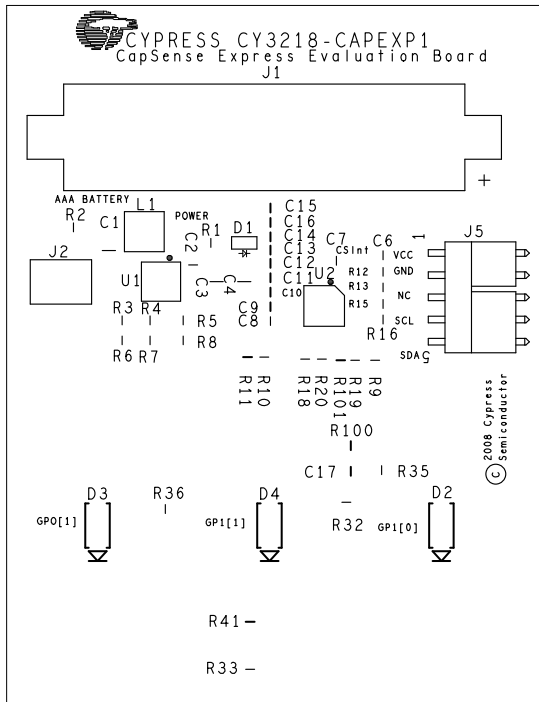 CYPRESS CY3218-CAPEXP1
CapSense Express Evaluation Board
J1
+
AAA BATTERY
R2
C1
L1
POWER
C2
R1
D1
C15
C16
C14
C13
C12
C11
C10
C7
CSInt
C6
1
J5
J2
U1
C3
C4
U2
R12
R13
R15
VCC
GND
NC
SCL
SDA
5
R3
R4
R5
C9
C8
R16
R6
R7
R8
R11
R10
R18
R20
R101
R19
R9
R100
C17
R35
© 2008 Cypress
Semiconductor
D3
GPO[1]
R36
D4
GP1[1]
R32
D2
GP1[0]
R41
R33